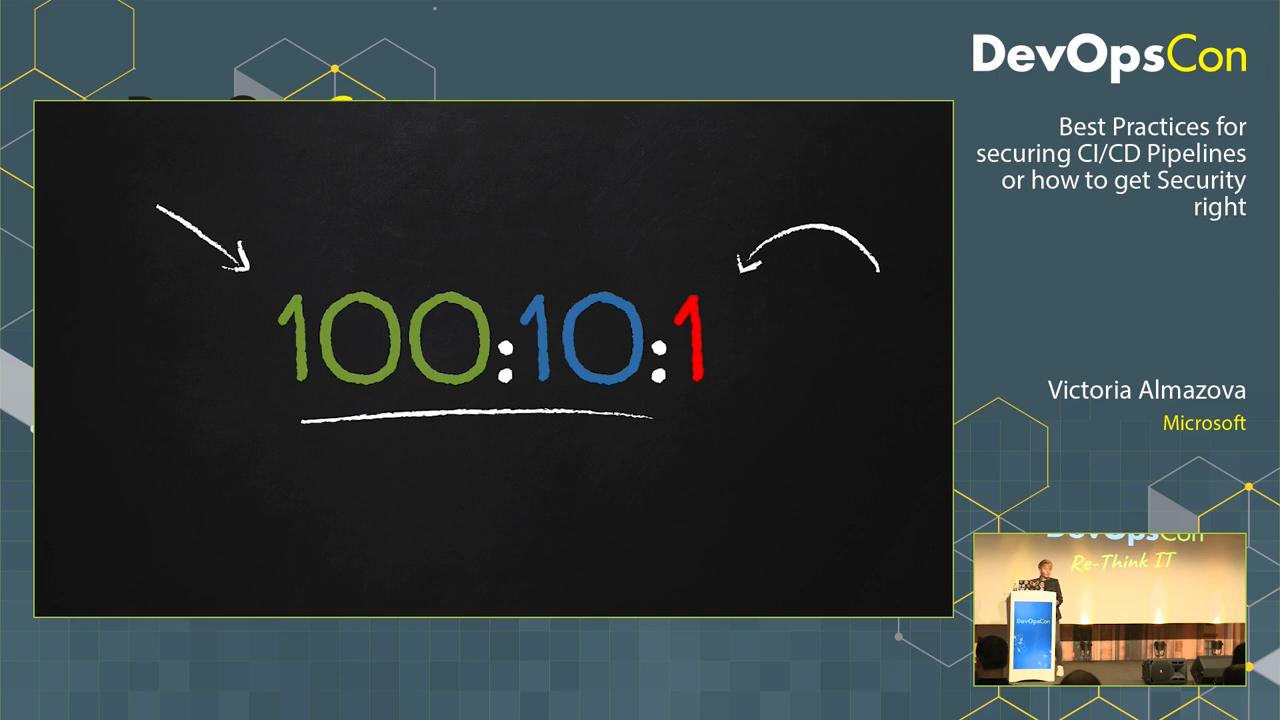 DevOpsCon
Best Practices for
securing CI/CD Pipelines
or how to get Security
right
100:10:1
Victoria Almazova
Microsoft
DevOpsCon
Re-Think IT
DevOpsCon